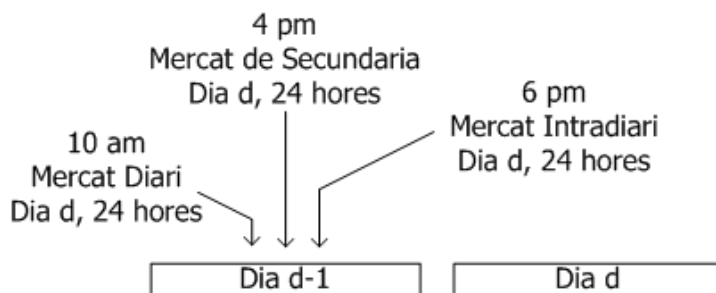 4 pm
Mercat de Secundaria
Dia d, 24 hores
6 pm
Mercat Intradiari
Dia d, 24 hores
10 am
Mercat Diari
Dia d, 24 hores
Dia d-1
Dia d